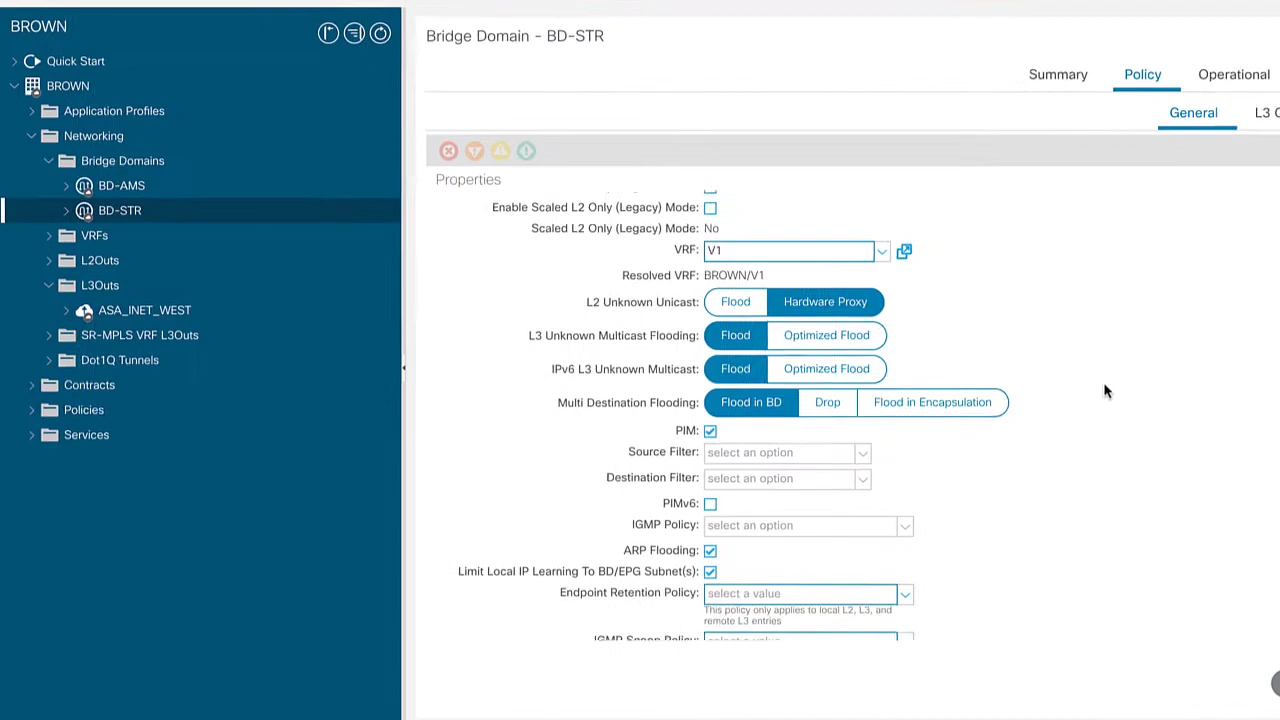 BROWN
Quick Start
BROWN
Application Profiles
Networking
Bridge Domains
BD-AMS
BD-STR
VRFs
L2Outs
L3Outs
ASA_INET_WEST
SR-MPLS VRF L3Outs
Dot1Q Tunnels
Contracts
Policies
Services
Bridge Domain - BD-STR
Summary Policy Operational
General L3 C
Properties
Enable Scaled L2 Only (Legacy) Mode:
Scaled L2 Only (Legacy) Mode: No
VRF: V1
Resolved VRF: BROWN/V1
L2 Unknown Unicast: Flood Hardware Proxy
L3 Unknown Multicast Flooding: Flood Optimized Flood
IPv6 L3 Unknown Multicast: Flood Optimized Flood
Multi Destination Flooding: Flood in BD Drop Flood in Encapsulation
PIM:
Source Filter: select an option
Destination Filter: select an option
PIMv6:
IGMP Policy: select an option
ARP Flooding:
Limit Local IP Learning To BD/EPG Subnet(s):
Endpoint Retention Policy: select a value
This policy only applies to local L2, L3, and
remote L3 entries
IGMP Snoop Policy: select a value